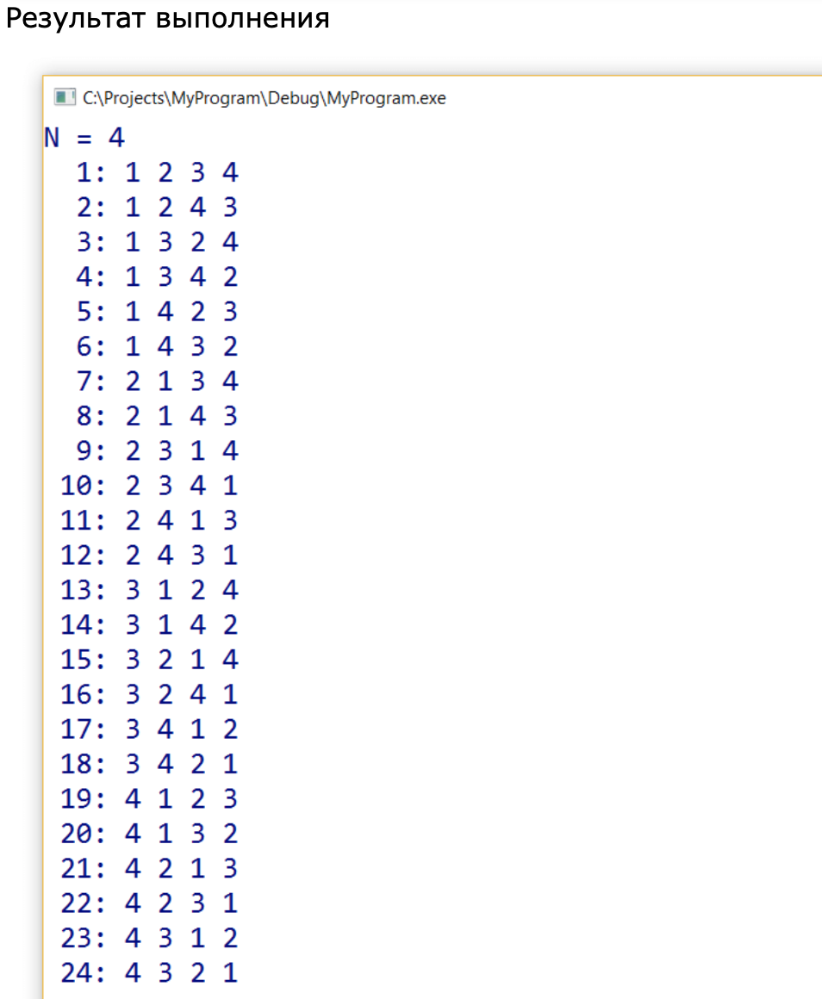 Результат выполнения
C:\Projects\MyProgram\Debug\MyProgram.exe
N = 4
1: 1 2 3 4
2: 1 2 4 3
3: 1 3 2 4
4: 1 3 4 2
5: 1 4 2 3
6: 1 4 3 2
7: 2 1 3 4
8: 2 1 4 3
9: 2 3 1 4
10: 2 3 4 1
11: 2 4 1 3
12: 2 4 3 1
13: 3 1 2 4
14: 3 1 4 2
15: 3 2 1 4
16: 3 2 4 1
17: 3 4 1 2
18: 3 4 2 1
19: 4 1 2 3
20: 4 1 3 2
21: 4 2 1 3
22: 4 2 3 1
23: 4 3 1 2
24: 4 3 2 1